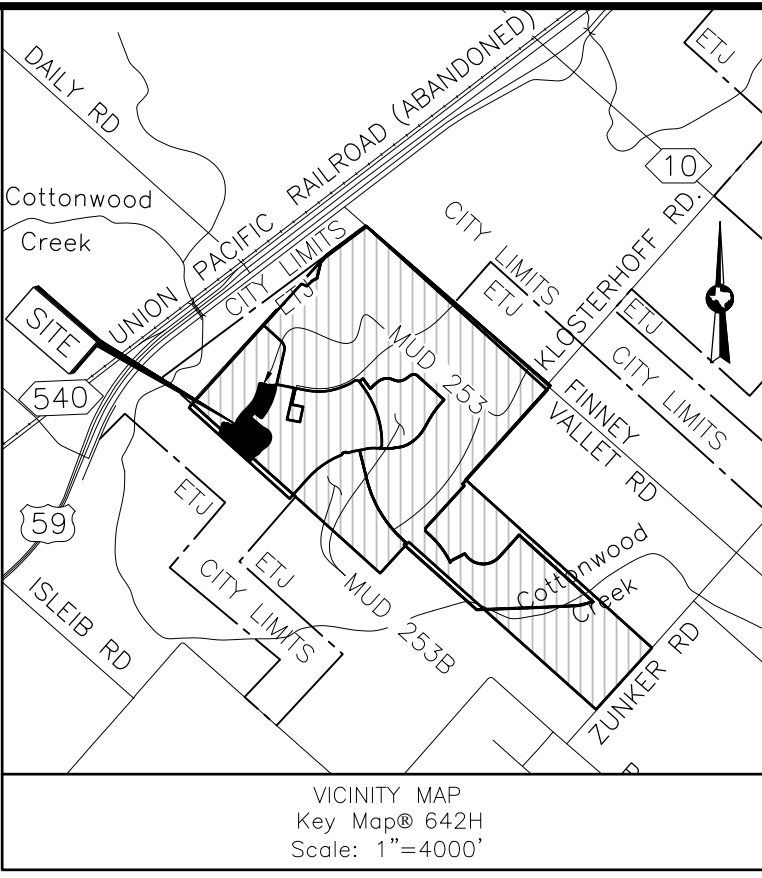 ETJ
DAILY RD
UNION PACIFIC RAILROAD (ABANDONED)
10
Cottonwood
Creek
CITY LIMITS
ETJ
CITY LIMITS
ETJ
KLOSTERHOFF RD.
SITE
ETJ
CITY LIMITS
MUD 253
540
FINNEY
VALLET RD
59
ETJ
CITY LIMITS
ETJ
MUD 253B
Cottonwood
Creek
ISLEIB RD
ZUNKER RD
VICINITY MAP
Key Map® 642H
Scale: 1"=4000'